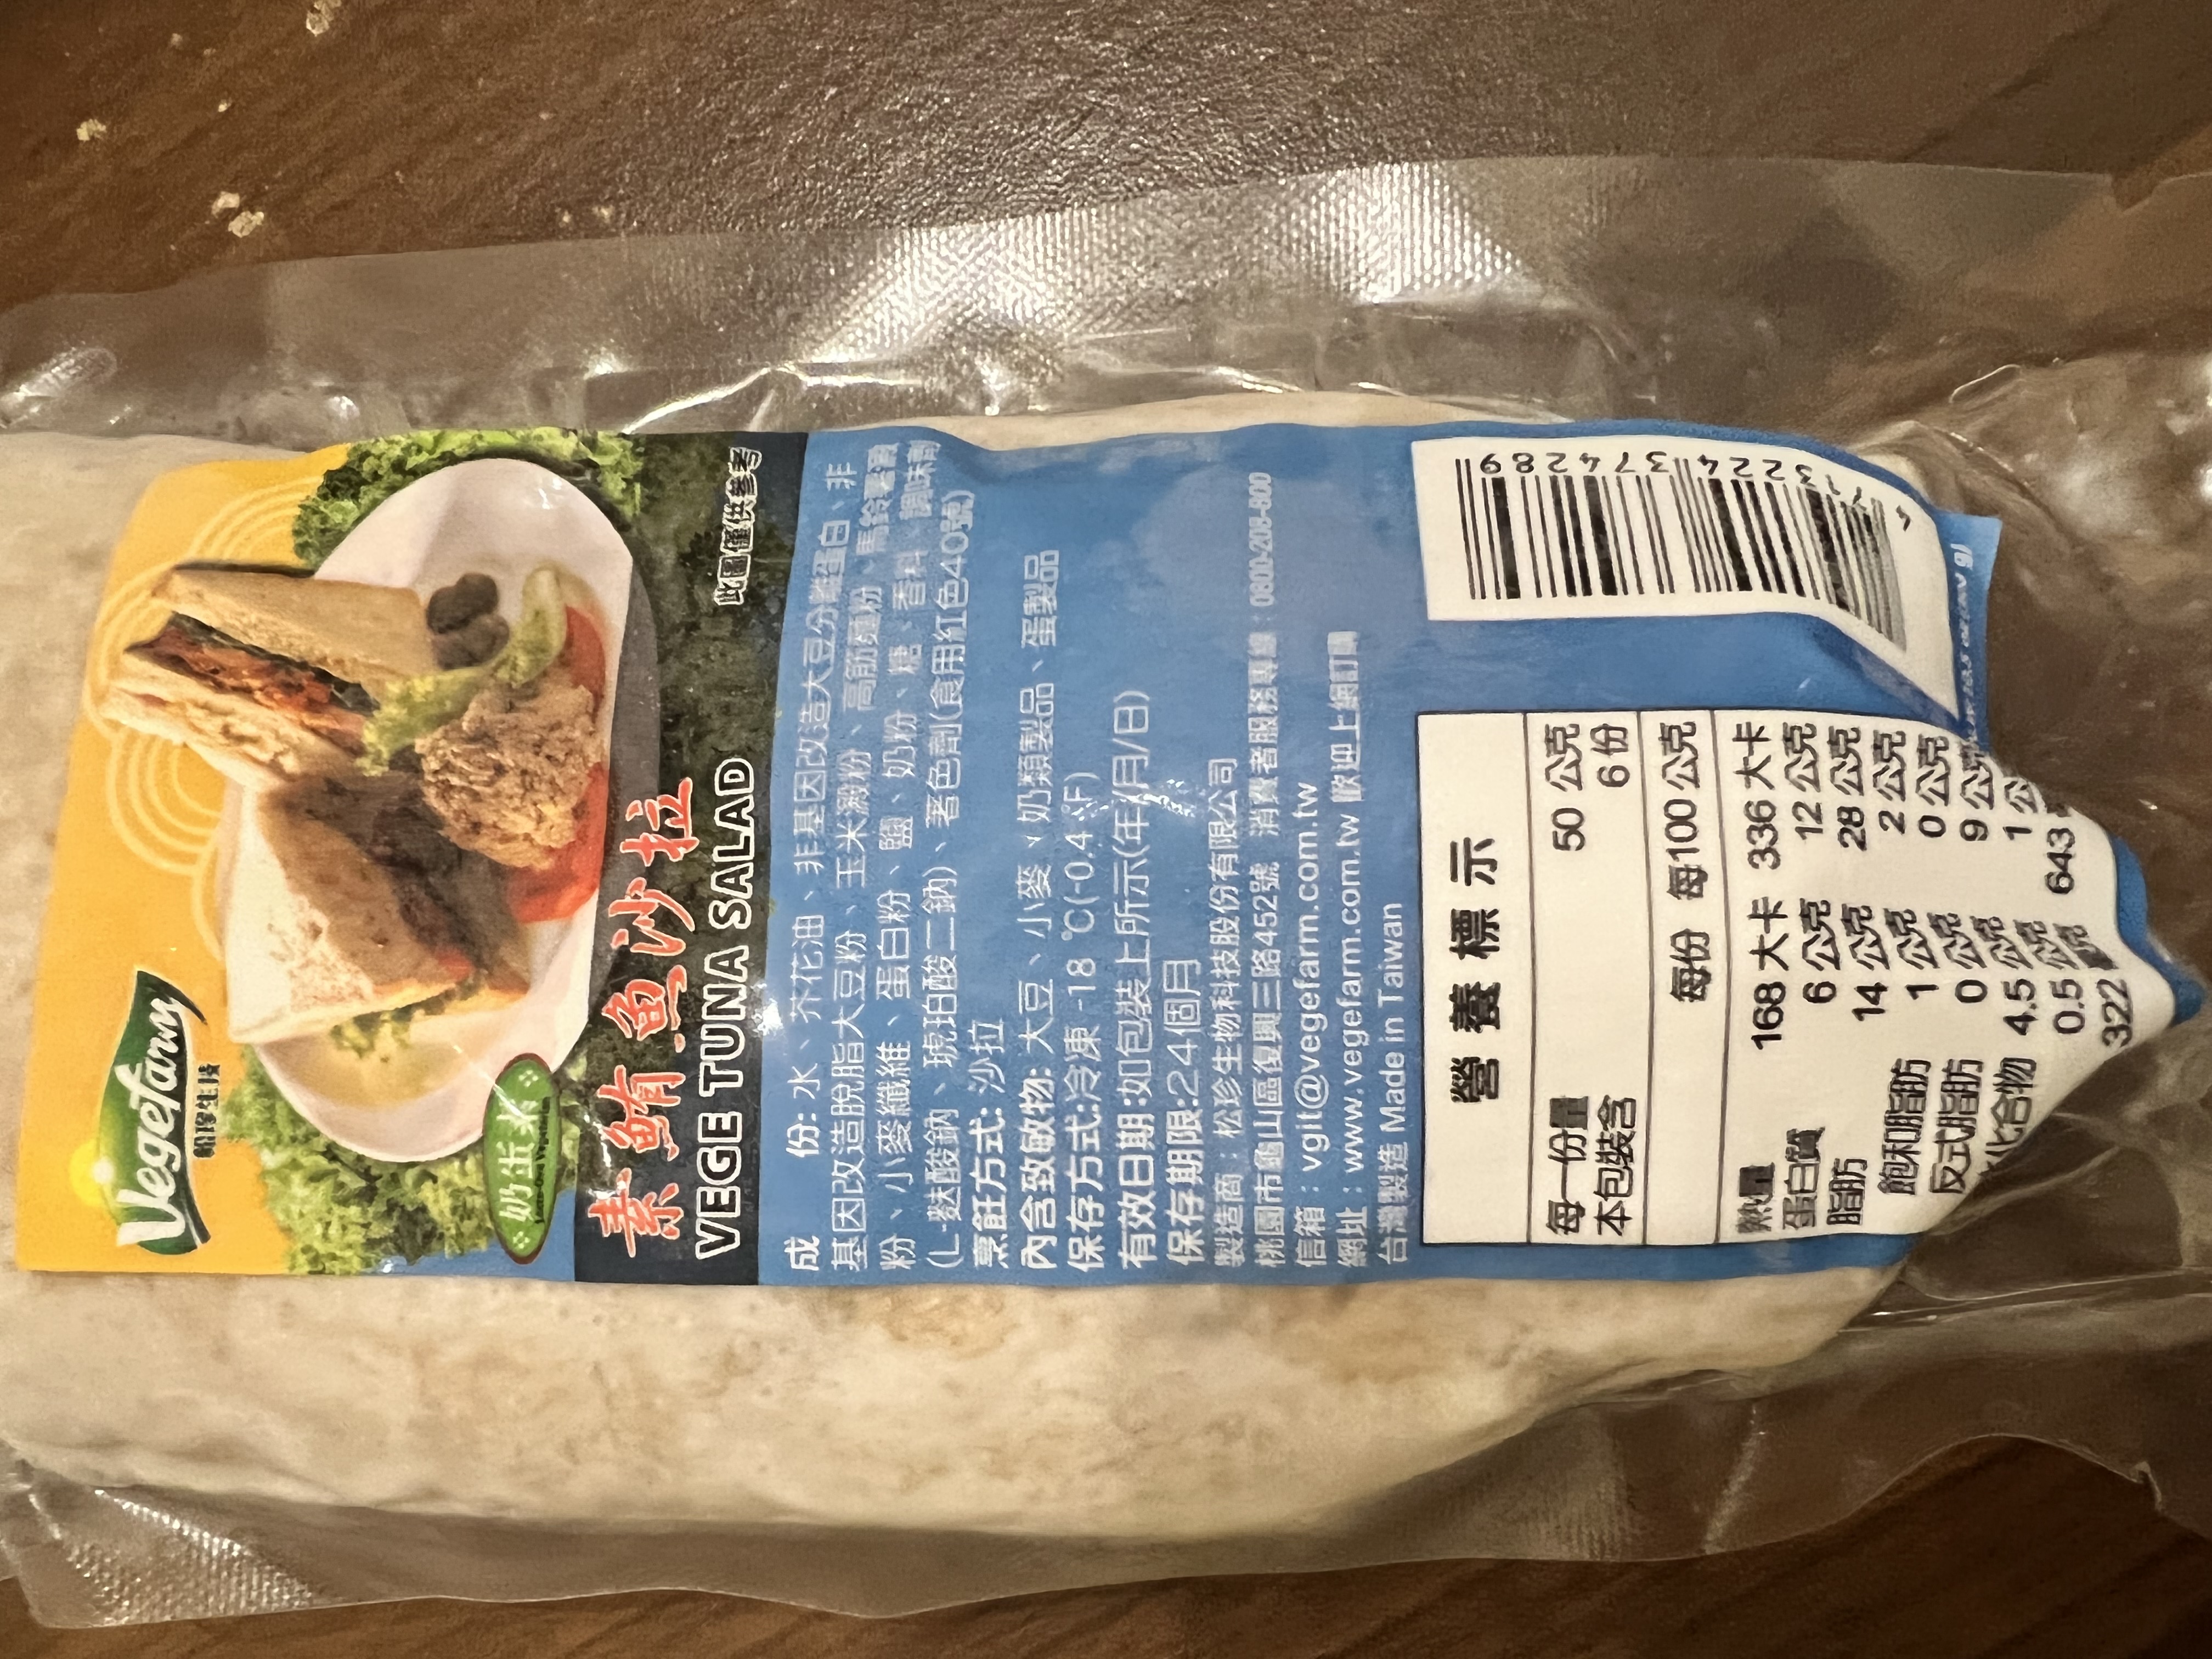 Vegefarm
松珍生技
奶蛋素
素鮪魚沙拉
VEGE TUNA SALAD
此圖僅供參考
成 份: 水、芥花油、非基因改造大豆分離蛋白、非
基因改造脫脂大豆粉、玉米澱粉、高筋麵粉、馬鈴薯澱
粉、小麥纖維、蛋白粉、鹽、奶粉、糖、香料、調味劑
(L-麩酸鈉、琥珀酸二鈉)、著色劑(食用紅色40號)
烹飪方式: 沙拉
內含致敏物: 大豆、小麥、奶類製品、蛋製品
保存方式:冷凍 -18 ℃(-0.4 ℉)
有效日期:如包裝上所示(年/月/日)
保存期限:24個月
製造商：松珍生物科技股份有限公司
桃園市龜山區復興三路452號 消費者服務專線：0800-208-800
信箱：vgit@vegefarm.com.tw
網址：www.vegefarm.com.tw 歡迎上網訂購
台灣製造 Made in Taiwan
營養標示
每一份量 50 公克
本包裝含 6份
每份 每100公克
熱量 168 大卡 336 大卡
蛋白質 6 公克 12 公克
脂肪 14 公克 28 公克
飽和脂肪 1 公克 2 公克
反式脂肪 0 公克 0 公克
化合物 4.5 公克 9 公克
0.5 公克 1 公
322 643
4 713224 374289